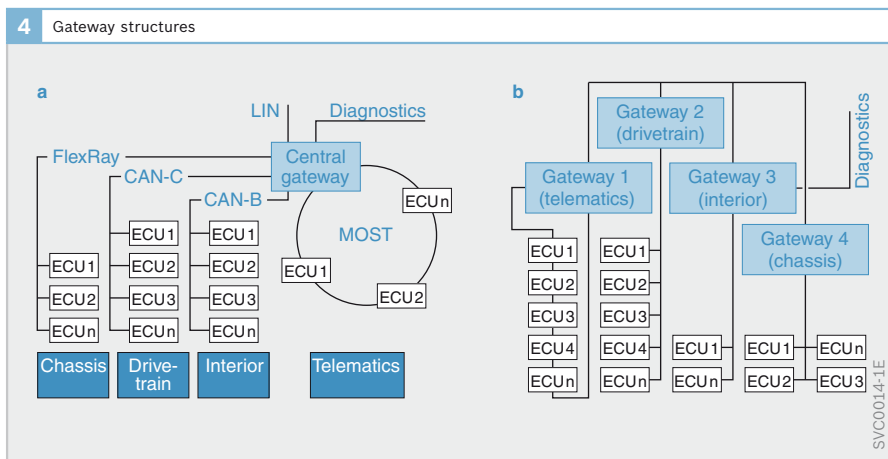 4 Gateway structures
a
LIN
Diagnostics
FlexRay
Central
gateway
CAN-C
CAN-B
ECUn
MOST
ECU1
ECU2
ECU1
ECU2
ECU3
ECUn
ECU1
ECU2
ECU3
ECUn
ECU1
ECU2
ECUn
Chassis
Drive-
train
Interior
Telematics
b
Gateway 2
(drivetrain)
Gateway 1
(telematics)
Gateway 3
(interior)
Diagnostics
Gateway 4
(chassis)
ECU1
ECU2
ECU3
ECU4
ECUn
ECU1
ECU2
ECU3
ECU4
ECUn
ECU1
ECUn
ECU1
ECUn
ECU2
ECU3
SVC0014-1E